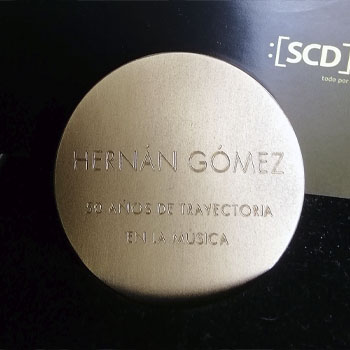 :[SCD]
todo por
HERNÁN GÓMEZ
50 AÑOS DE TRAYECTORIA
EN LA MÚSICA